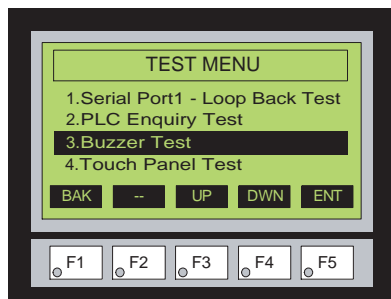 TEST MENU
1.Serial Port1 - Loop Back Test
2.PLC Enquiry Test
3.Buzzer Test
4.Touch Panel Test
BAK -- UP DWN ENT
F1 F2 F3 F4 F5